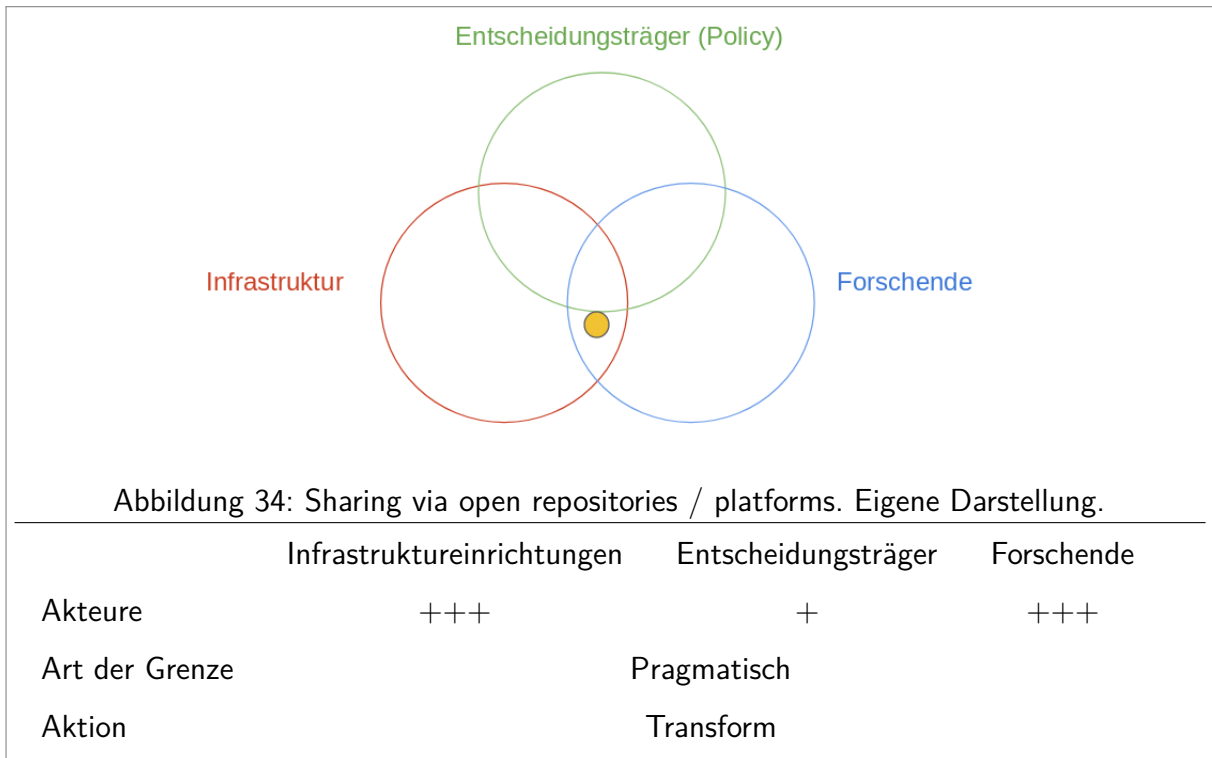 Entscheidungsträger (Policy)
Infrastruktur
Forschende
Abbildung 34: Sharing via open repositories / platforms. Eigene Darstellung.
Infrastruktureinrichtungen Entscheidungsträger Forschende
Akteure +++ + +++
Art der Grenze Pragmatisch
Aktion Transform